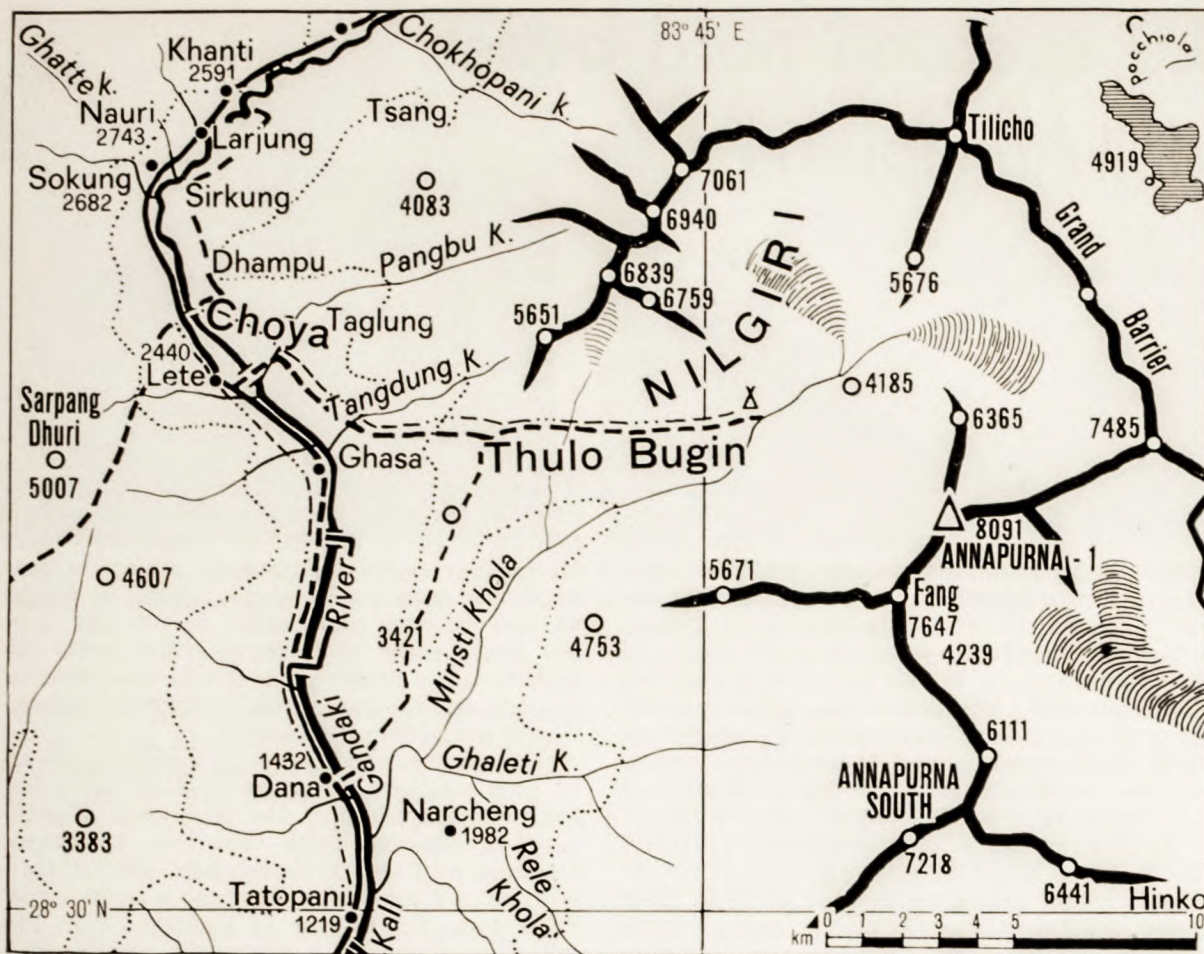 83° 45' E
Ghatte k.
Khanti
2591
Chokhopani k.
Pocchiola
Nauri
2743
Larjung
Tsang
Tilicho
4919
Sokung
2682
Sirkung
4083
7061
6940
Dhampu
Pangbu K.
6839
6759
5676
Grand
Barrier
Choya
Taglung
5651
NILGIRI
2440
Lete
Tangdung K.
4185
Sarpang
Dhuri
5007
Ghasa
Thulo Bugin
6365
7485
8091
ANNAPURNA - 1
4607
River
5671
Fang
7647
3421
Miristi Khola
4753
4239
6111
Gandaki
1432
Dana
Ghaleti K.
ANNAPURNA
SOUTH
Narcheng
1982
3383
7218
Rele
Khola
6441
Tatopani
1219
Kali
Hinko
28° 30' N
km 0 1 2 3 4 5 10